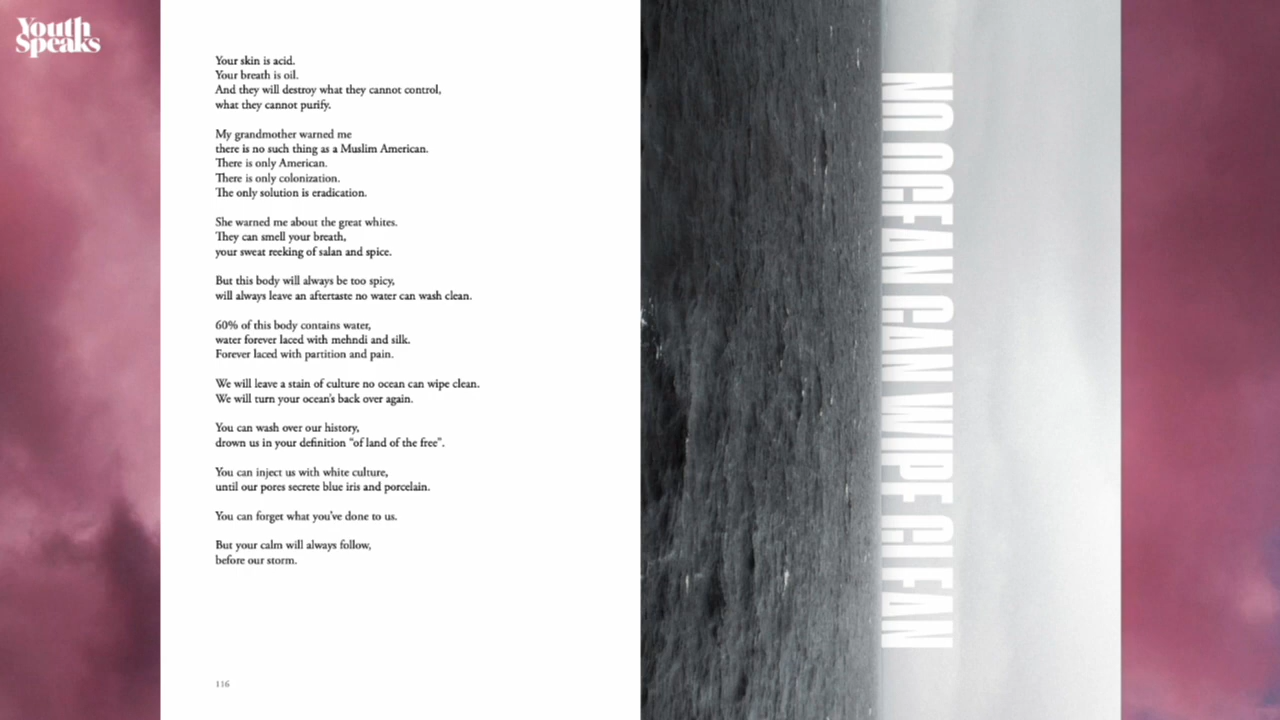 Youth
Speaks
Your skin is acid.
Your breath is oil.
And they will destroy what they cannot control,
what they cannot purify.
My grandmother warned me
there is no such thing as a Muslim American.
There is only American.
There is only colonization.
The only solution is eradication.
She warned me about the great whites.
They can smell your breath,
your sweat reeking of salan and spice.
But this body will always be too spicy,
will always leave an aftertaste no water can wash clean.
60% of this body contains water,
water forever laced with mehndi and silk.
Forever laced with partition and pain.
We will leave a stain of culture no ocean can wipe clean.
We will turn your ocean's back over again.
You can wash over our history,
drown us in your definition “of land of the free”.
You can inject us with white culture,
until our pores secrete blue iris and porcelain.
You can forget what you've done to us.
But your calm will always follow,
before our storm.
116
NO OCEAN CAN WIPE CLEAN